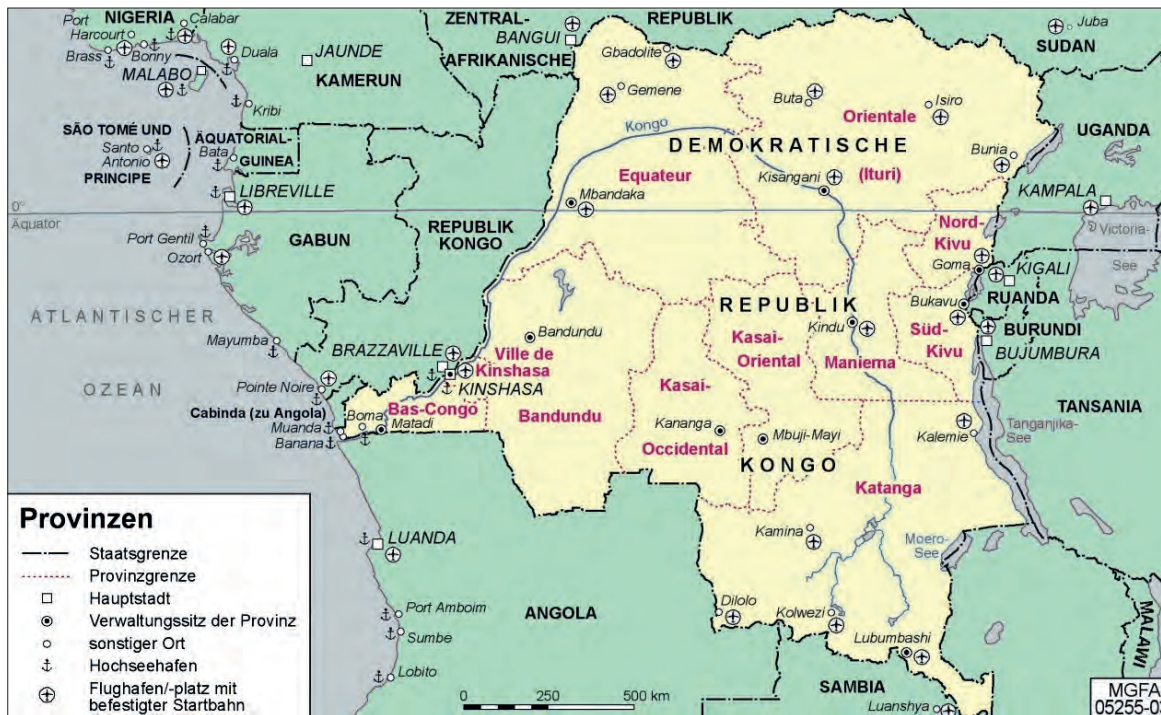 Port
Harcourt
NIGERIA
Calabar
Brass
Bonny
MALABO
Duala
JAUNDE
KAMERUN
Kribi
ZENTRAL-
AFRIKANISCHE
REPUBLIK
BANGUI
SUDAN
Juba
SÃO TOMÉ UND
PRINCIPE
Santo
Antonio
ÄQUATORIAL-
GUINEA
Bata
LIBREVILLE
0°
Äquator
Port Gentil
Ozort
GABUN
REPUBLIK
KONGO
Gbadolite
Gemene
Buta
Isiro
Orientale
(Ituri)
Kongo
DEMOKRATISCHE
Equateur
Mbandaka
Kisangani
Bunia
UGANDA
KAMPALA
Victoria-
See
Nord-
Kivu
Goma
KIGALI
RUANDA
Bukavu
Süd-
Kivu
BURUNDI
BUJUMBURA
ATLANTISCHER
OZEAN
Mayumba
Pointe Noire
BRAZZAVILLE
Ville de
Kinshasa
KINSHASA
Bandundu
Bandundu
Bas-Congo
Cabinda (zu Angola)
Boma
Muanda
Banana
Matadi
REPUBLIK
Kasai-
Oriental
Kindu
Maniema
Kasai-
Occidental
Kananga
Mbuji-Mayi
KONGO
Kalemie
Tanganjika-
See
TANSANIA
Katanga
Kamina
Moero-
See
Dilolo
Kolwezi
Lubumbashi
LUANDA
Port Amboim
Sumbe
Lobito
ANGOLA
SAMBIA
Luanshya
MALAWI
Provinzen
Staatsgrenze
Provinzgrenze
Hauptstadt
Verwaltungssitz der Provinz
sonstiger Ort
Hochseehafen
Flughafen/-platz mit
befestigter Startbahn
0 250 500 km
MGFA